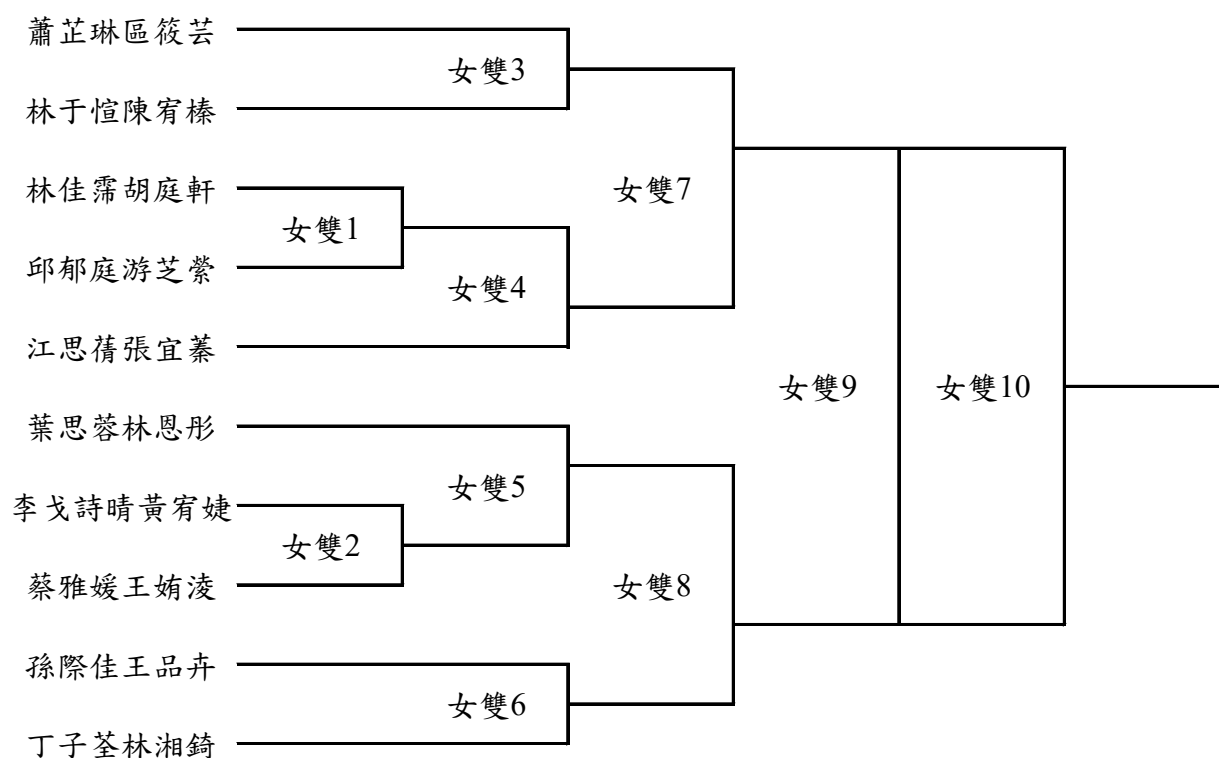 蕭芷琳區筱芸
女雙3
林于愃陳宥榛
林佳霈胡庭軒
女雙7
女雙1
邱郁庭游芝縈
女雙4
江思蒨張宜蓁
女雙9
女雙10
葉思蓉林恩彤
女雙5
李戈詩晴黃宥婕
女雙2
蔡雅媛王姷淩
女雙8
孫際佳王品卉
女雙6
丁子荃林湘錡